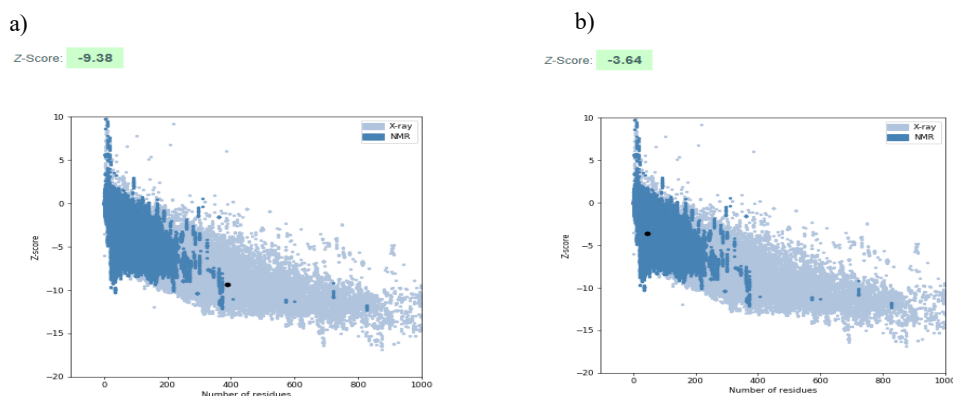 a)
Z-Score: -9.38
X-ray
NMR
10
5
0
−5
−10
−15
−20
Z-score
0
200
400
600
800
1000
Number of residues
b)
Z-Score: -3.64
X-ray
NMR
10
5
0
−5
−10
−15
−20
Z-score
0
200
400
600
800
1000
Number of residues